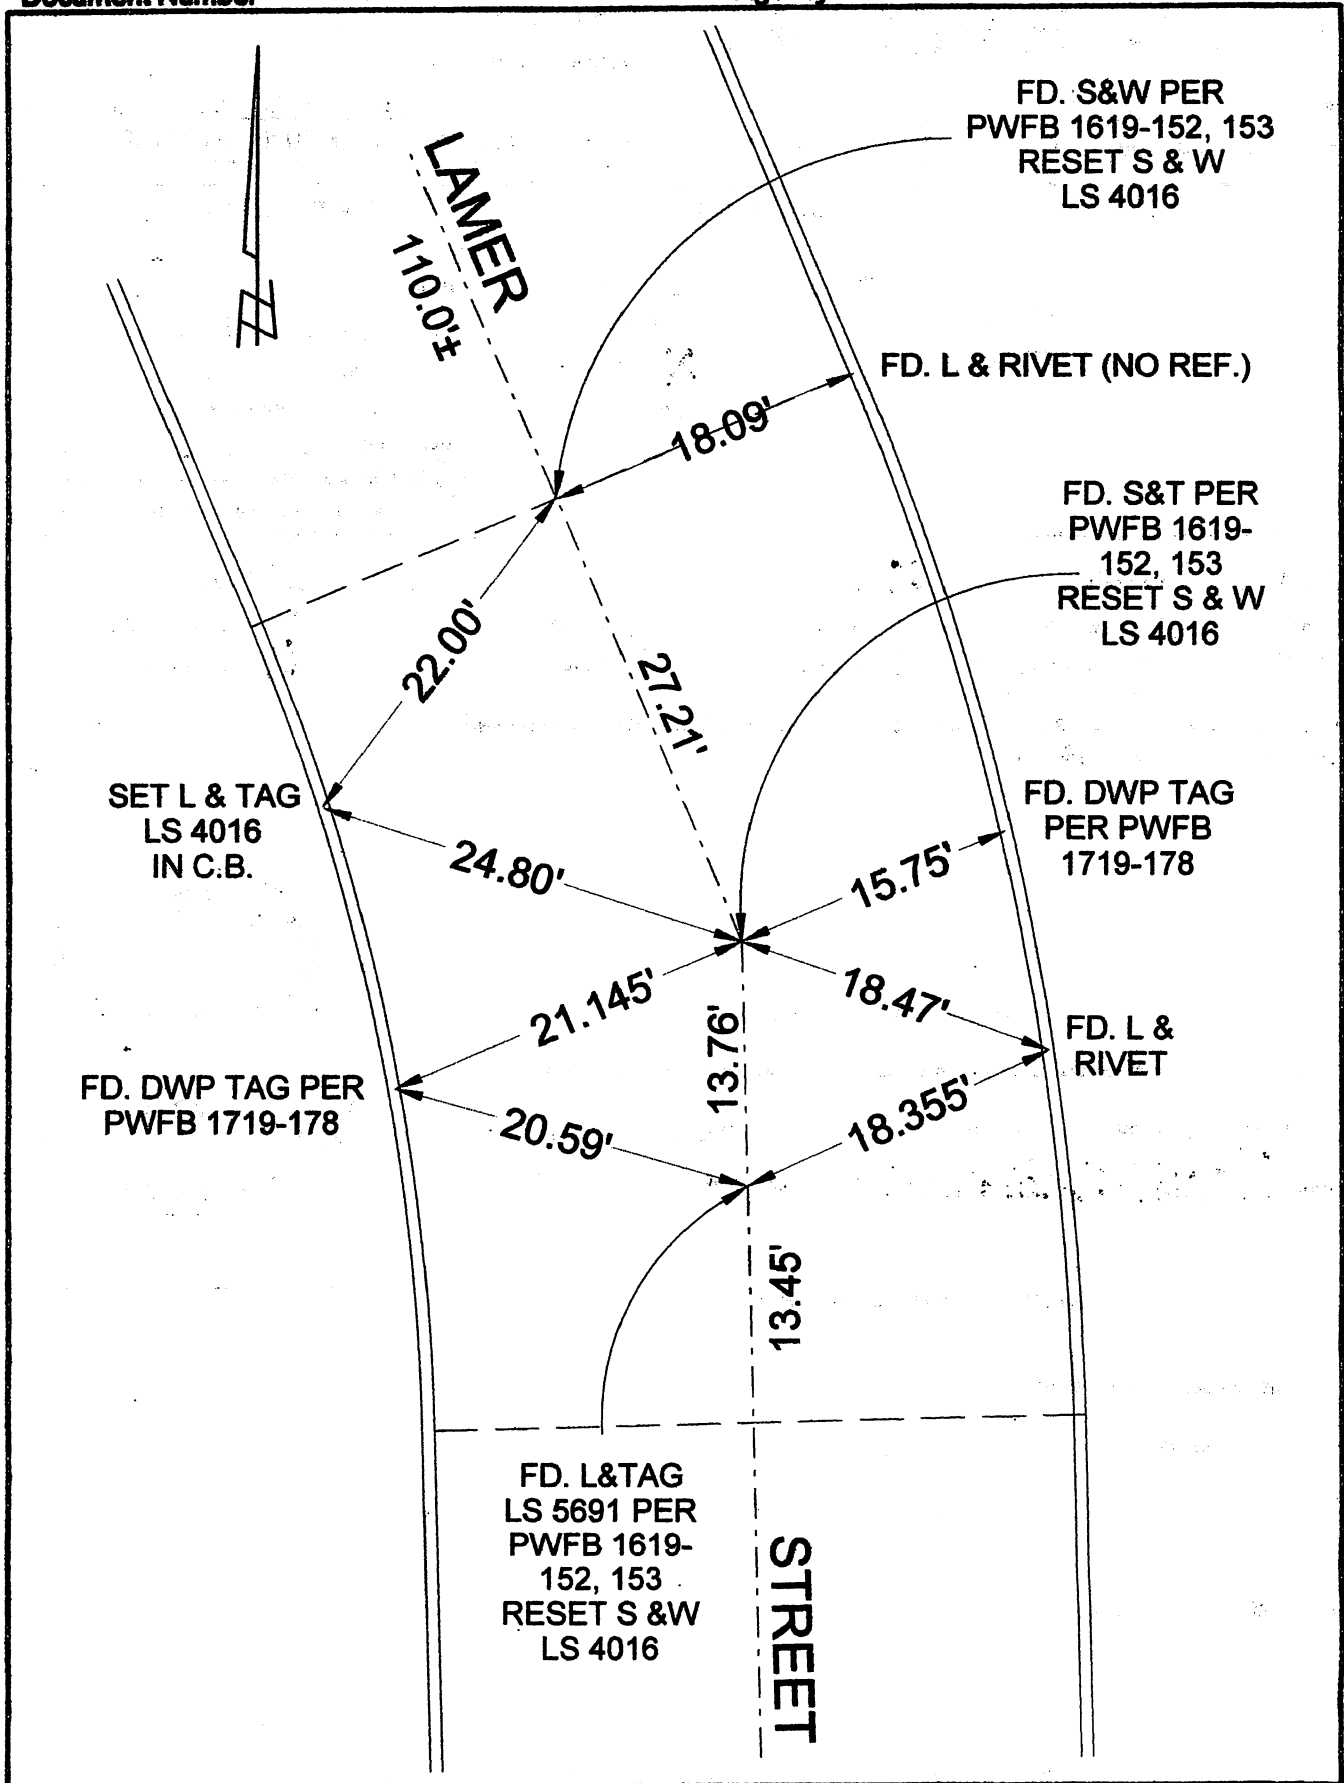 Document Number
FD. S&W PER
PWFB 1619-152, 153
RESET S & W
LS 4016
LAMER
110.0'±
FD. L & RIVET (NO REF.)
18.09'
FD. S&T PER
PWFB 1619-
152, 153
RESET S & W
LS 4016
22.00'
27.21'
SET L & TAG
LS 4016
IN C.B.
FD. DWP TAG
PER PWFB
1719-178
24.80'
15.75'
21.145'
18.47'
13.76'
FD. L &
RIVET
FD. DWP TAG PER
PWFB 1719-178
20.59'
18.355'
13.45'
FD. L&TAG
LS 5691 PER
PWFB 1619-
152, 153
RESET S &W
LS 4016
STREET